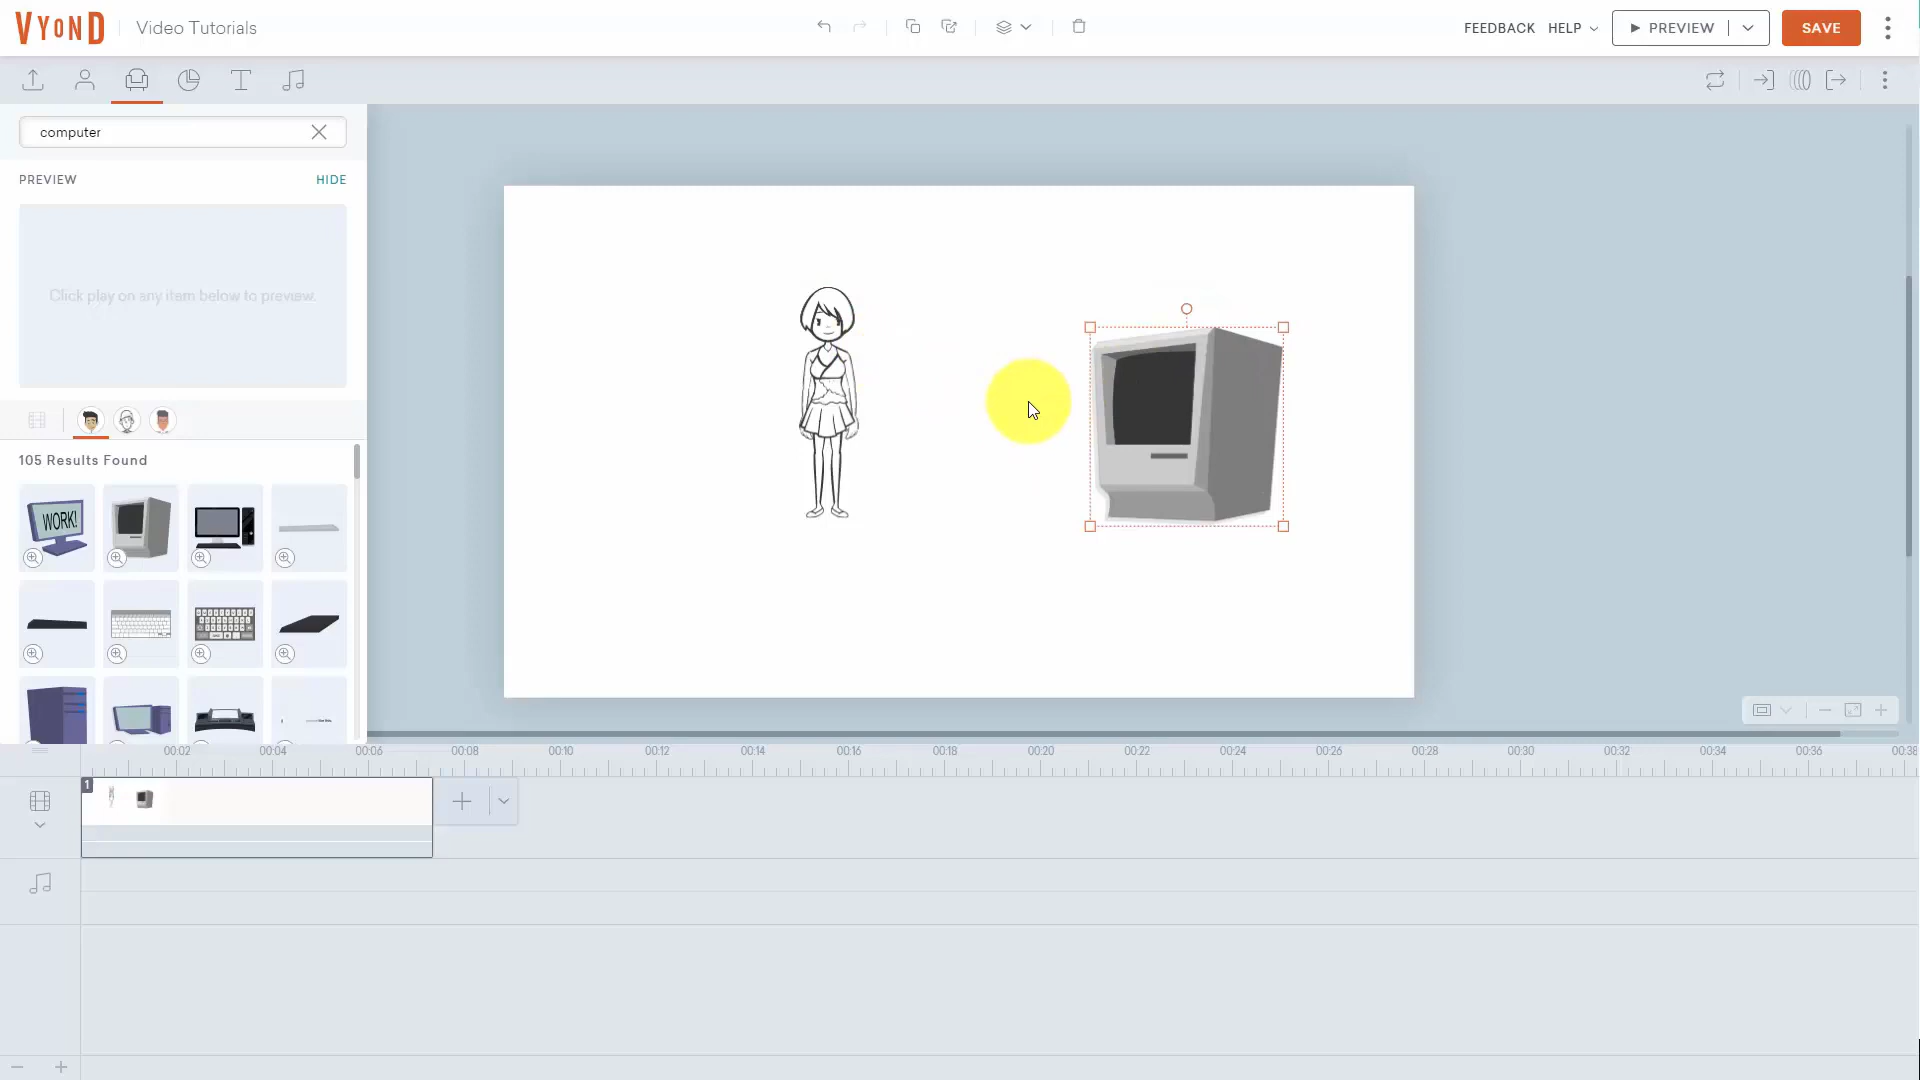 VYOND
Video Tutorials
FEEDBACK
HELP
PREVIEW
SAVE
computer
PREVIEW
HIDE
Click play on any item below to preview.
105 Results Found
WORK!
00:02 00:04 00:06 00:08 00:10 00:12 00:14 00:16 00:18 00:20 00:22 00:24 00:26 00:28 00:30 00:32 00:34 00:36 00:38
1